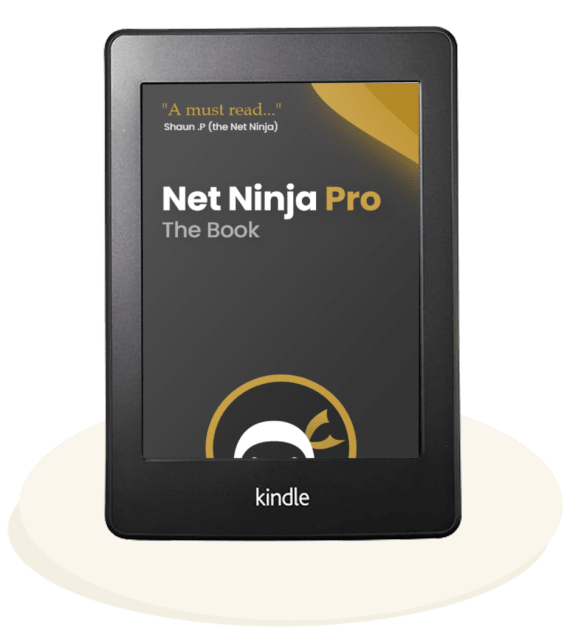 "A must read..."
Shaun .P (the Net Ninja)
Net Ninja Pro
The Book
kindle